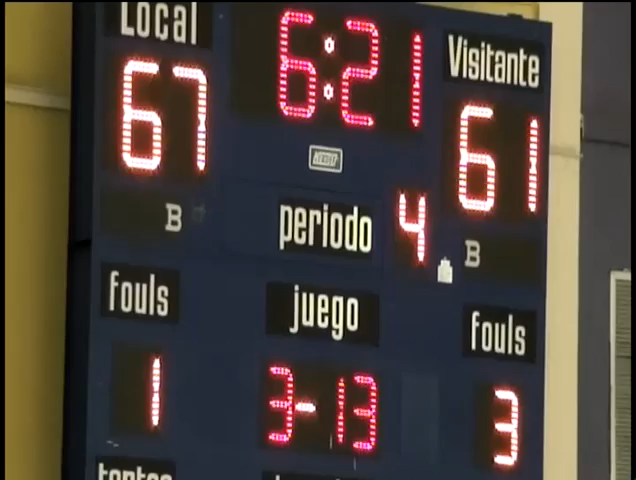 Local 6:21 Visitante
67 61
B periodo 4 B
fouls juego fouls
1 3-13 3